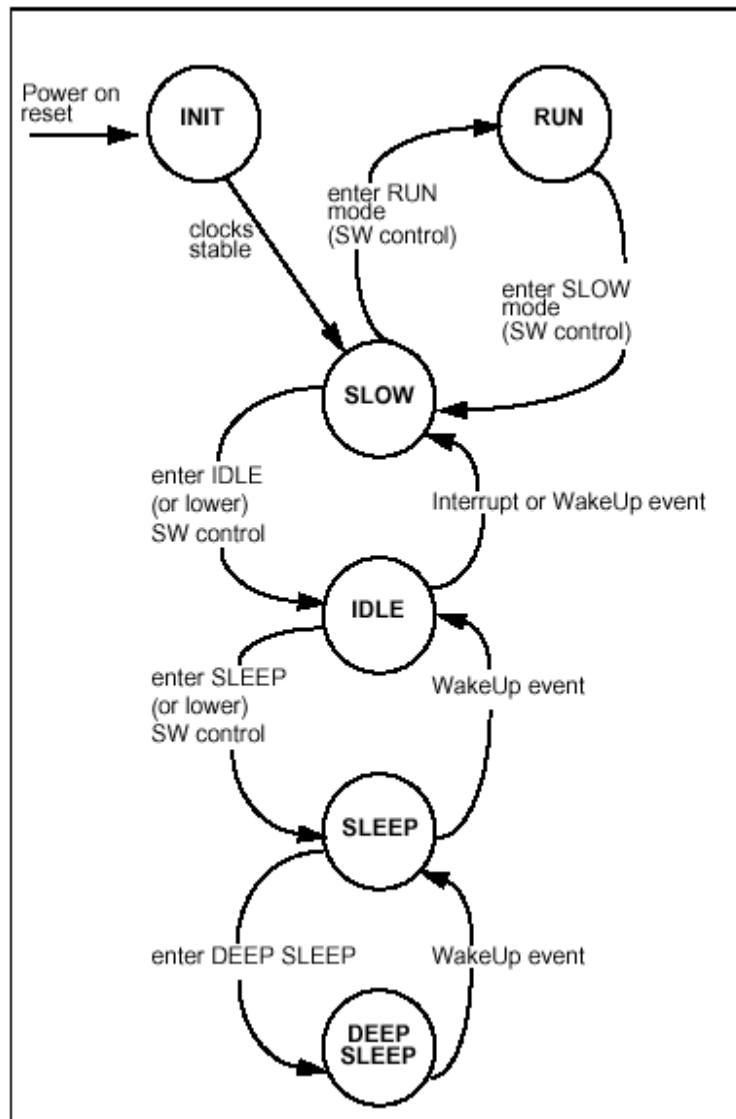 Power on
reset
INIT
RUN
clocks
stable
enter RUN
mode
(SW control)
enter SLOW
mode
(SW control)
SLOW
enter IDLE
(or lower)
SW control
Interrupt or WakeUp event
IDLE
enter SLEEP
(or lower)
SW control
WakeUp event
SLEEP
enter DEEP SLEEP
WakeUp event
DEEP
SLEEP